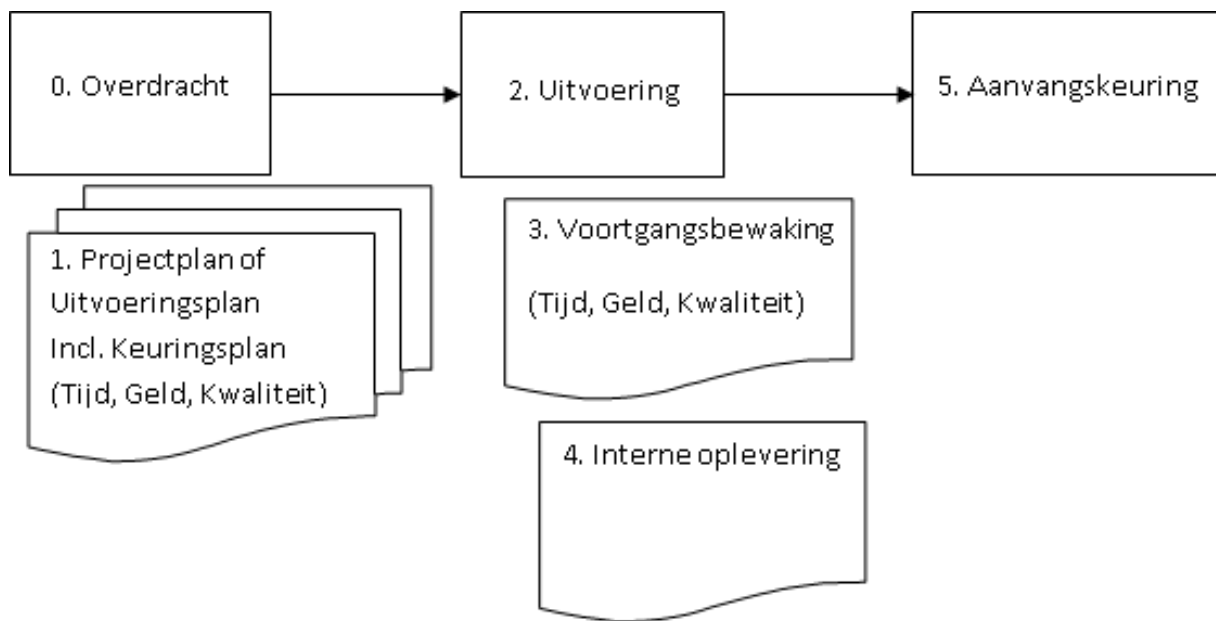 0. Overdracht
2. Uitvoering
5. Aanvangskeuring
1. Projectplan of
Uitvoeringsplan
Incl. Keuringsplan
(Tijd, Geld, Kwaliteit)
3. Voortgangsbewaking
(Tijd, Geld, Kwaliteit)
4. Interne oplevering